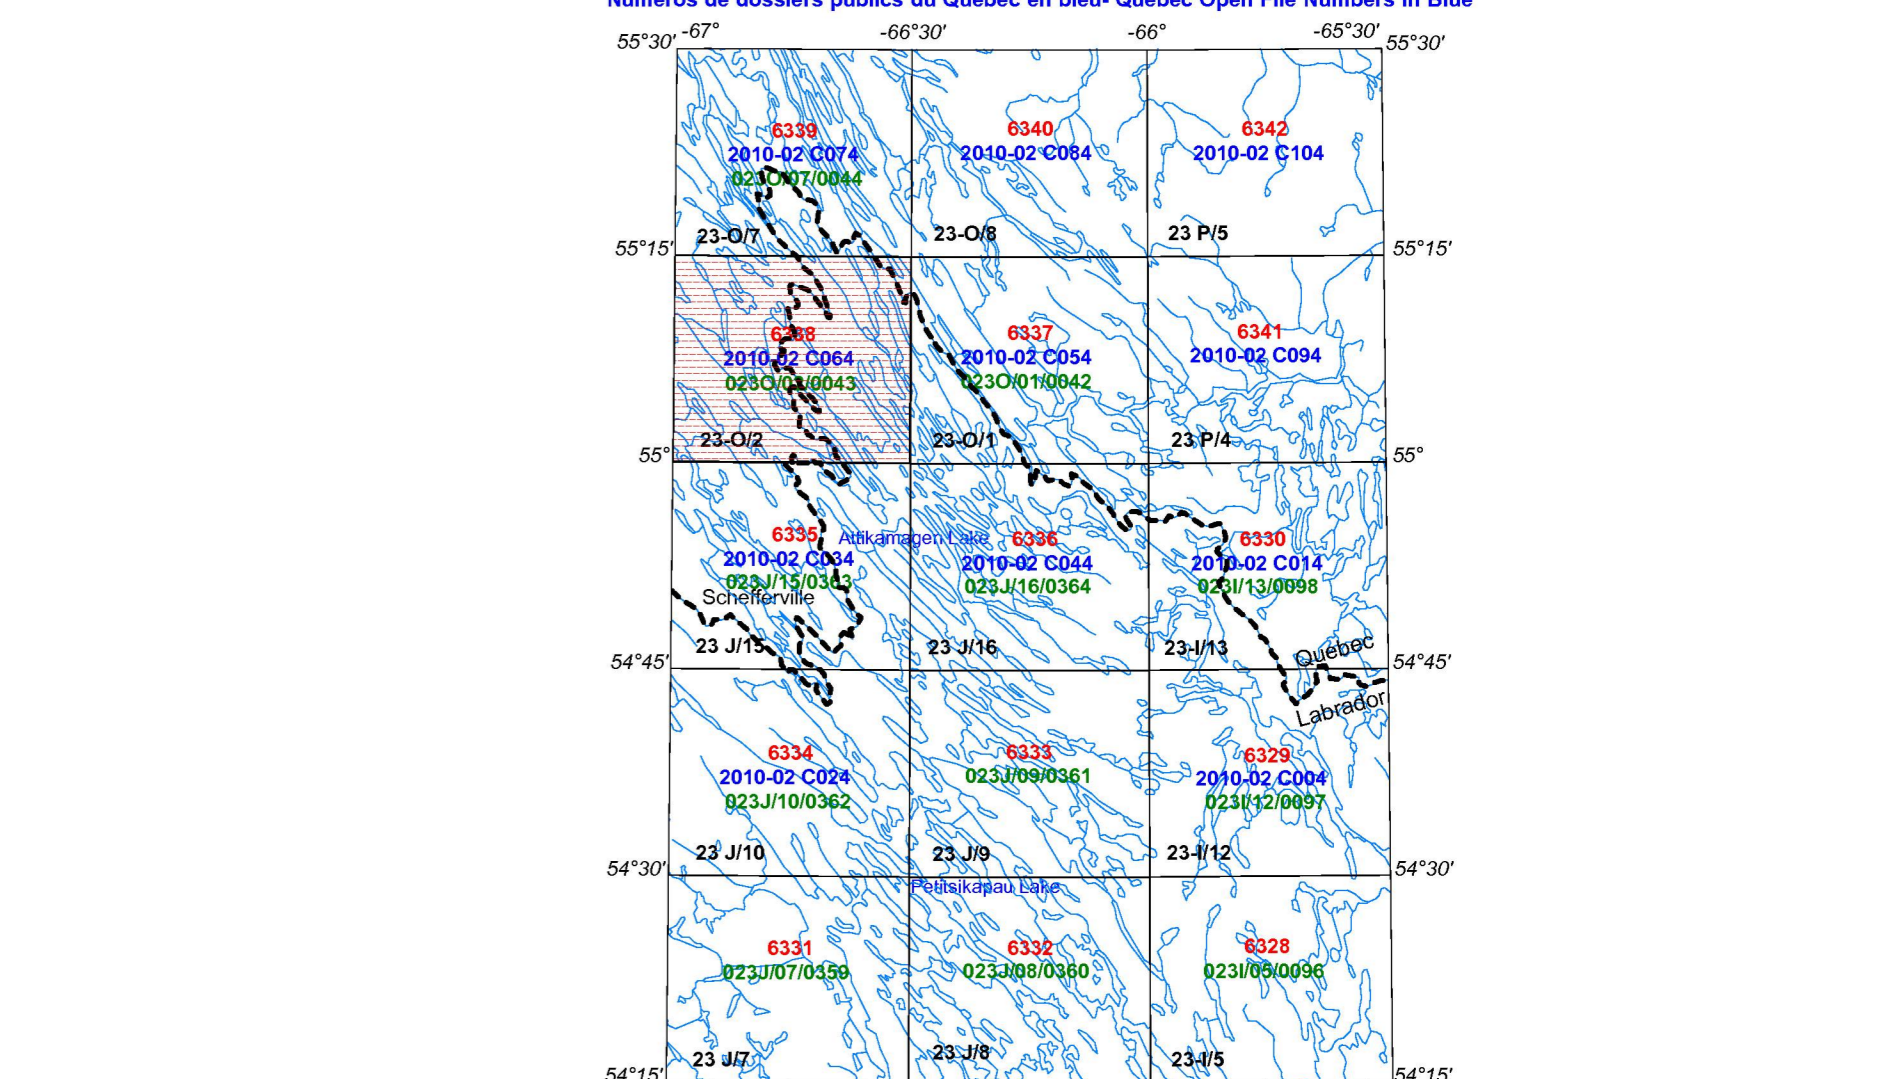 Numéros de dossiers publics du Québec en bleu- Quebec Open File Numbers in Blue
-67° -66°30' -66° -65°30'
55°30' 55°30'
6339 6340 6342
2010-02 C074 2010-02 C084 2010-02 C104
023O/07/0044
23-O/7 23-O/8 23 P/5
55°15' 55°15'
6338 6337 6341
2010-02 C064 2010-02 C054 2010-02 C094
023O/02/0043 023O/01/0042
23-O/2 23-O/1 23 P/4
55° 55°
6335 Attikamagen Lake 6336 6330
2010-02 C034 2010-02 C044 2010-02 C014
023J/15/0363 023J/16/0364 023I/13/0098
Schefferville
23 J/15 23 J/16 23-I/13 Québec
54°45' 54°45'
Labrador
6334 6333 6329
2010-02 C024 023J/09/0361 2010-02 C004
023J/10/0362 023I/12/0097
23 J/10 23 J/9 23-I/12
54°30' 54°30'
Petitsikapau Lake
6331 6332 6328
023J/07/0359 023J/08/0360 023I/05/0096
23 J/7 23 J/8 23-I/5
54°15' 54°15'